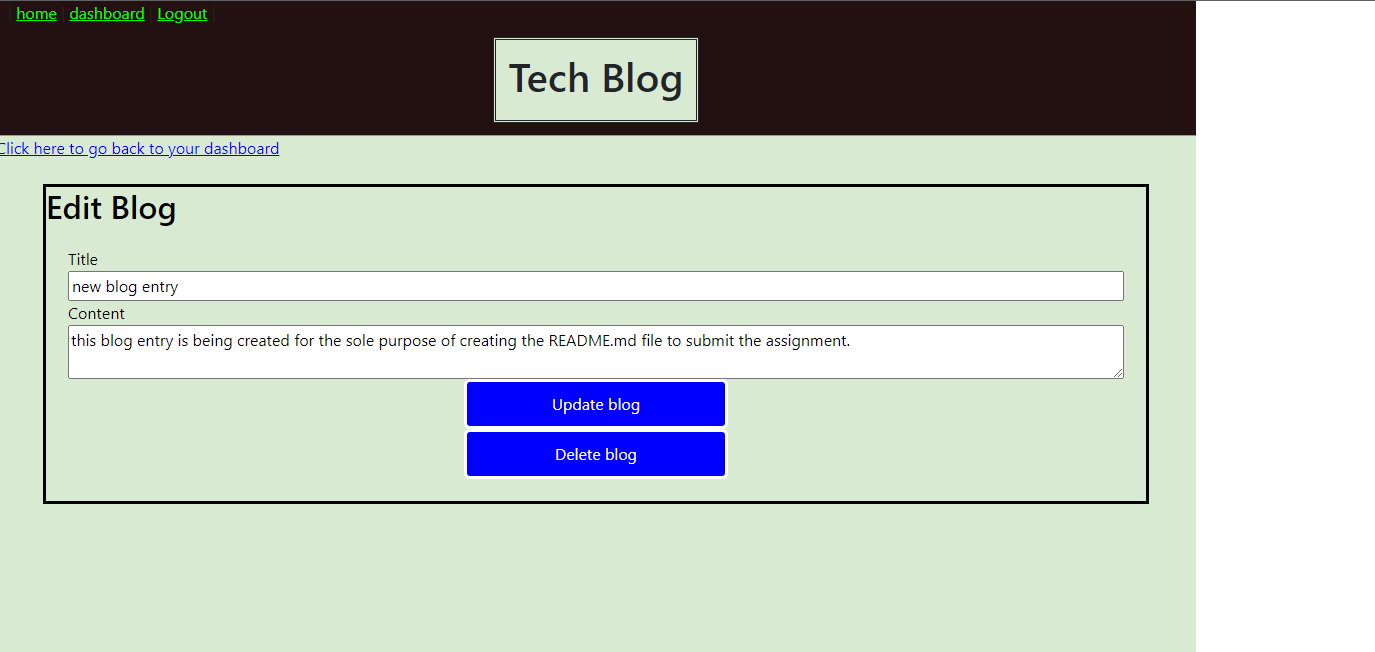 | home | dashboard | Logout |
Tech Blog
Click here to go back to your dashboard
Edit Blog
Title
new blog entry
Content
this blog entry is being created for the sole purpose of creating the README.md file to submit the assignment.
Update blog
Delete blog